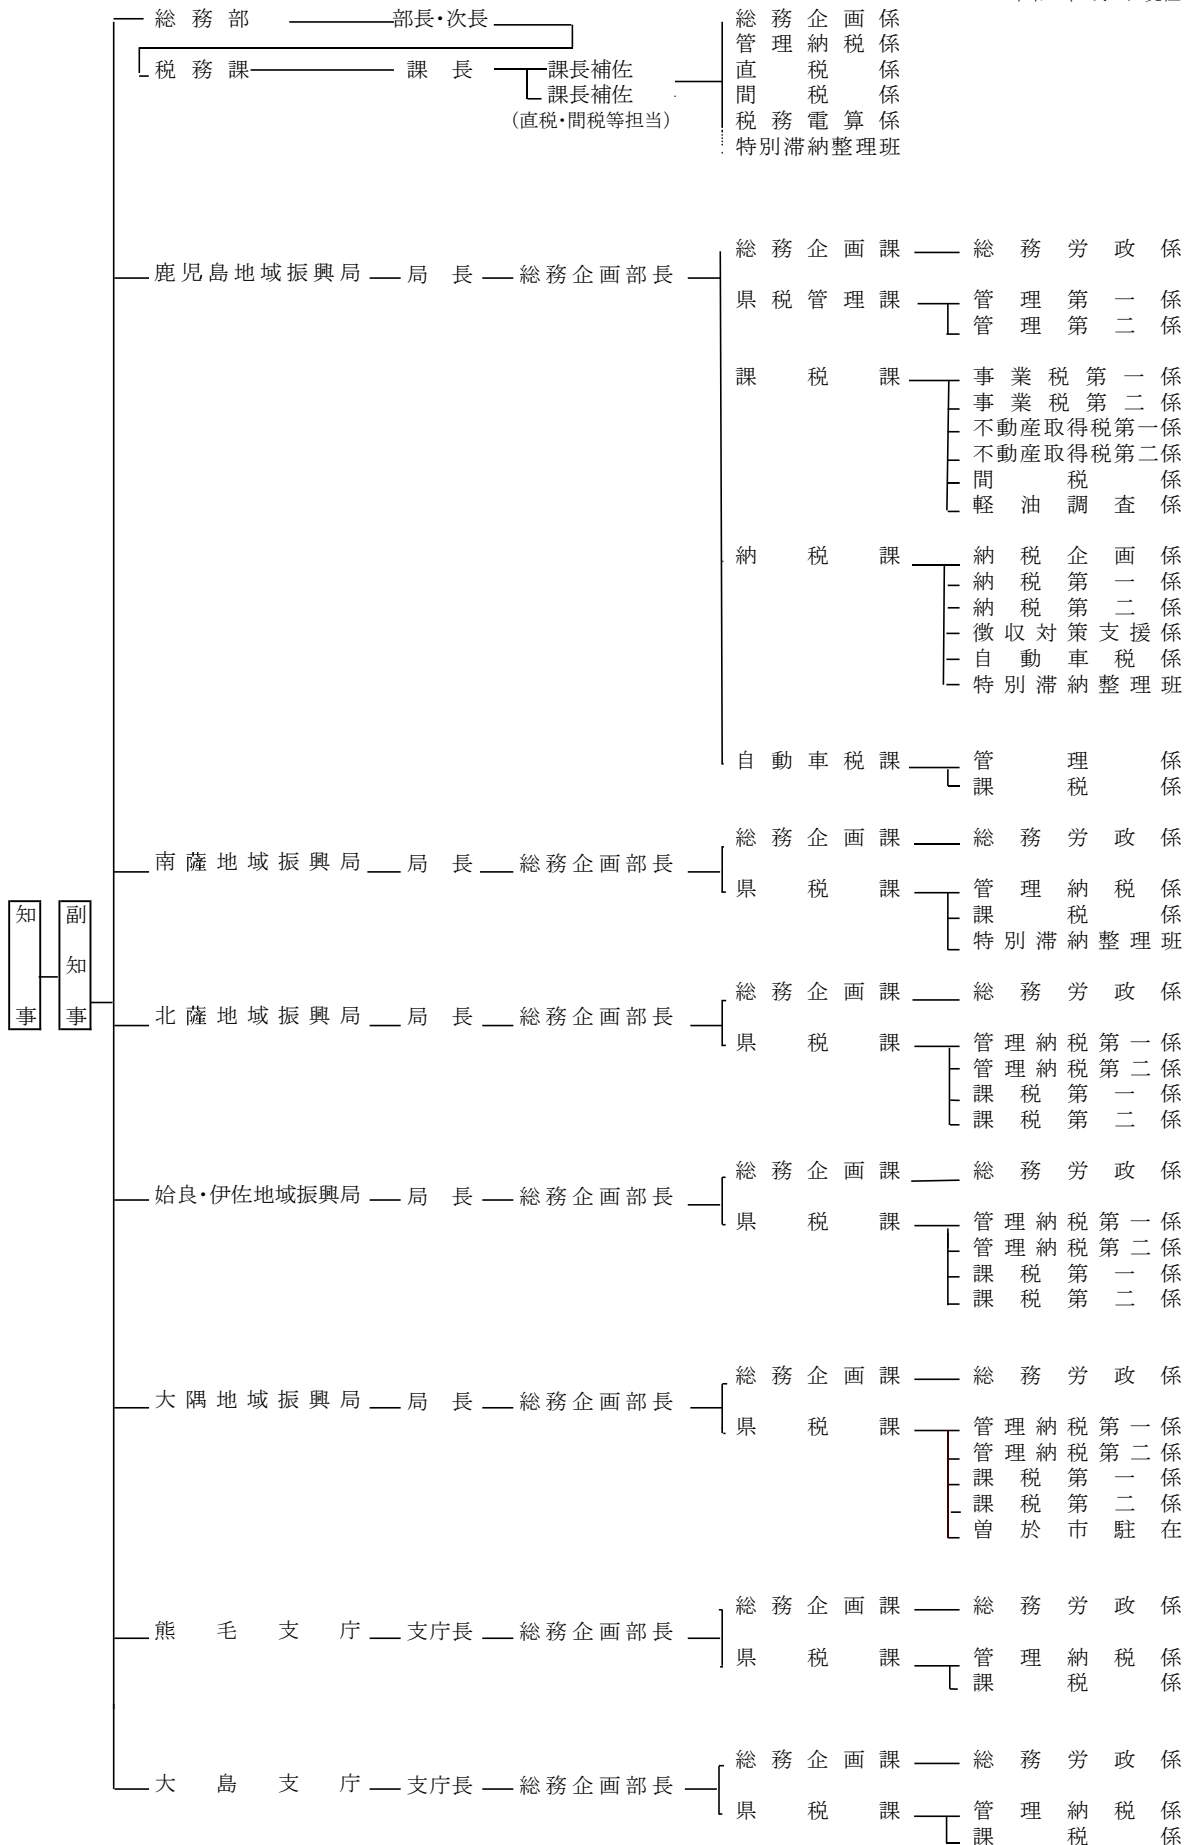 総務部 部長・次長 総務企画係
管理納税係
税務課 課長 課長補佐 直税係
課長補佐 間税係
(直税・間税等担当) 税務電算係
特別滞納整理班
総務企画課 総務労政係
鹿児島地域振興局 局長 総務企画部長
県税管理課 管理第一係
管理第二係
課税課 事業税第一係
事業税第二係
不動産取得税第一係
不動産取得税第二係
間税係
軽油調査係
納税課 納税企画係
納税第一係
納税第二係
徴収対策支援係
自動車税係
特別滞納整理班
自動車税課 管理係
課税係
総務企画課 総務労政係
南薩地域振興局 局長 総務企画部長
県税課 管理納税係
課税係
特別滞納整理班
知事 副知事
総務企画課 総務労政係
北薩地域振興局 局長 総務企画部長
県税課 管理納税第一係
管理納税第二係
課税第一係
課税第二係
総務企画課 総務労政係
姶良・伊佐地域振興局 局長 総務企画部長
県税課 管理納税第一係
管理納税第二係
課税第一係
課税第二係
総務企画課 総務労政係
大隅地域振興局 局長 総務企画部長
県税課 管理納税第一係
管理納税第二係
課税第一係
課税第二係
曽於市駐在
総務企画課 総務労政係
熊毛支庁 支庁長 総務企画部長
県税課 管理納税係
課税係
総務企画課 総務労政係
大島支庁 支庁長 総務企画部長
県税課 管理納税係
課税係